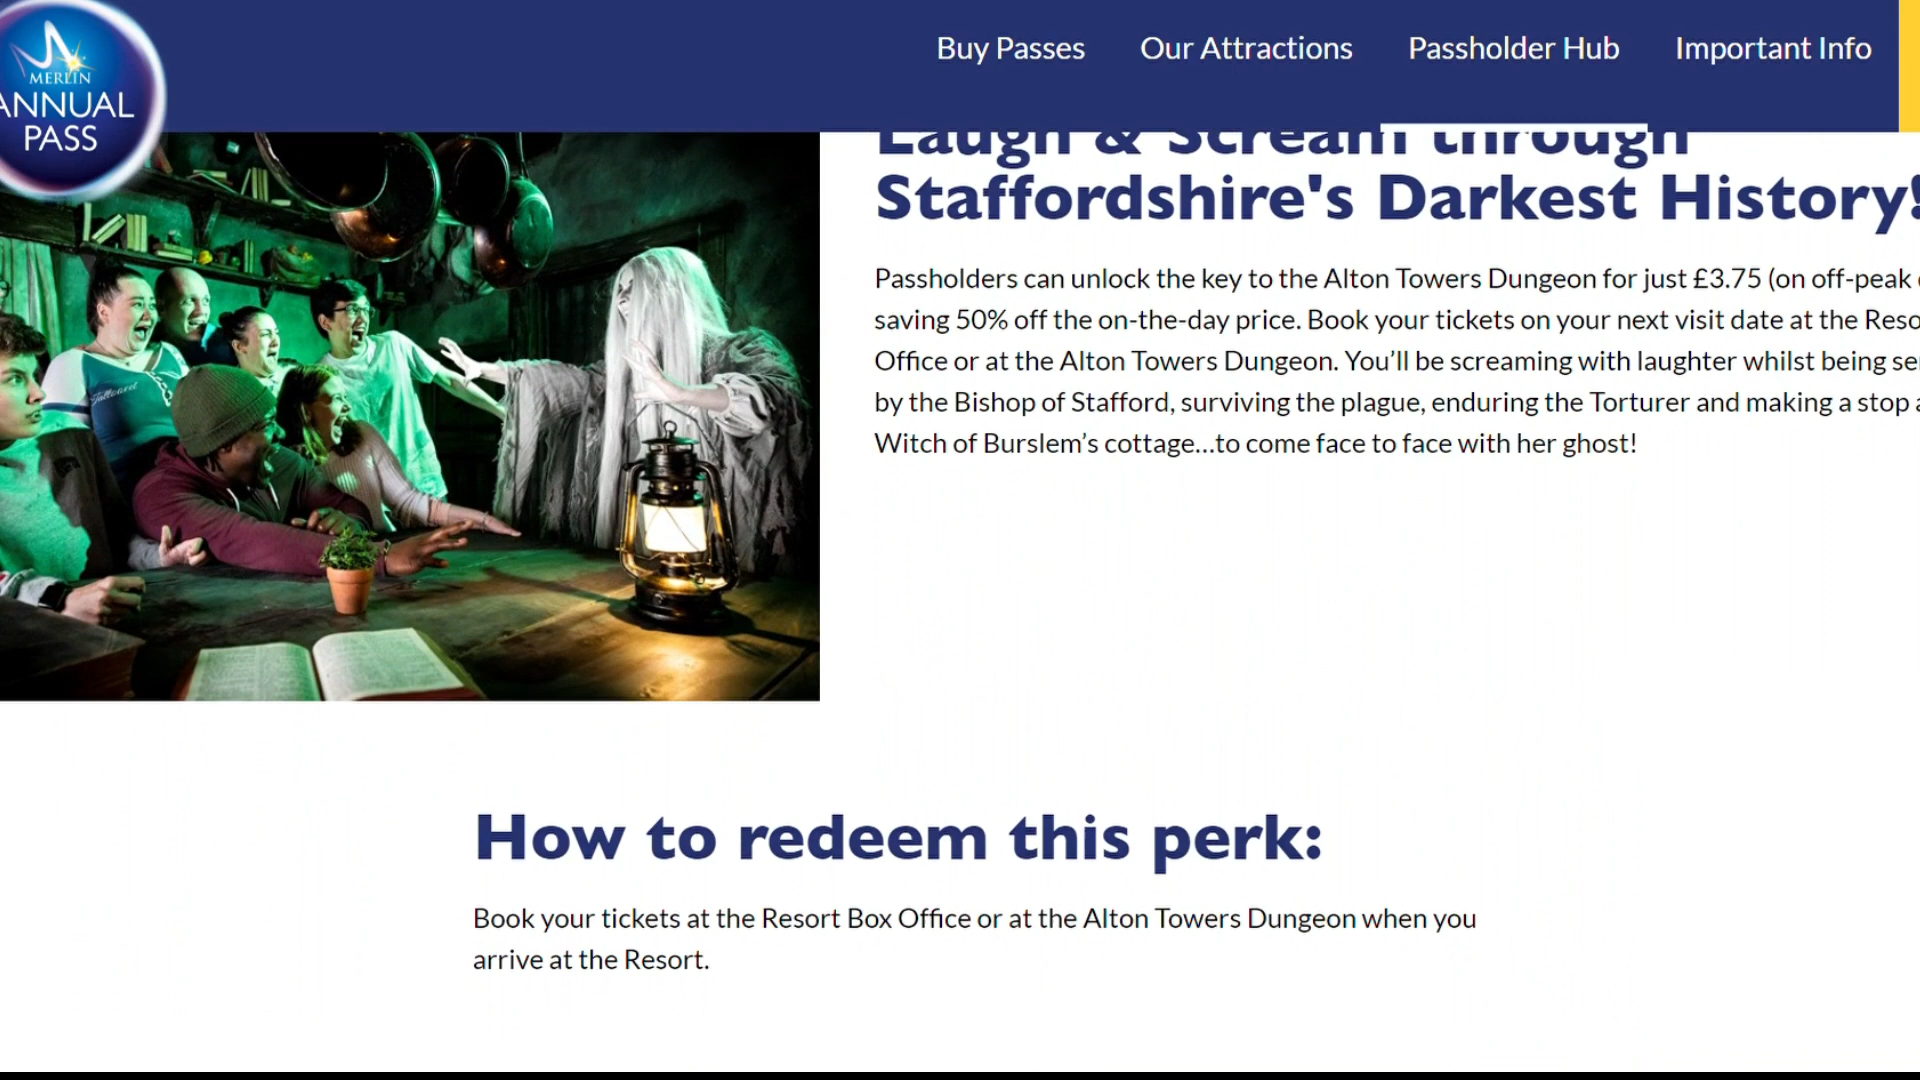 MERLIN
ANNUAL
PASS
Buy Passes
Our Attractions
Passholder Hub
Important Info
Laugh & Scream through
Staffordshire's Darkest History!
Passholders can unlock the key to the Alton Towers Dungeon for just £3.75 (on off-peak
saving 50% off the on-the-day price. Book your tickets on your next visit date at the Reso
Office or at the Alton Towers Dungeon. You’ll be screaming with laughter whilst being se
by the Bishop of Stafford, surviving the plague, enduring the Torturer and making a stop a
Witch of Burslem’s cottage...to come face to face with her ghost!
How to redeem this perk:
Book your tickets at the Resort Box Office or at the Alton Towers Dungeon when you
arrive at the Resort.